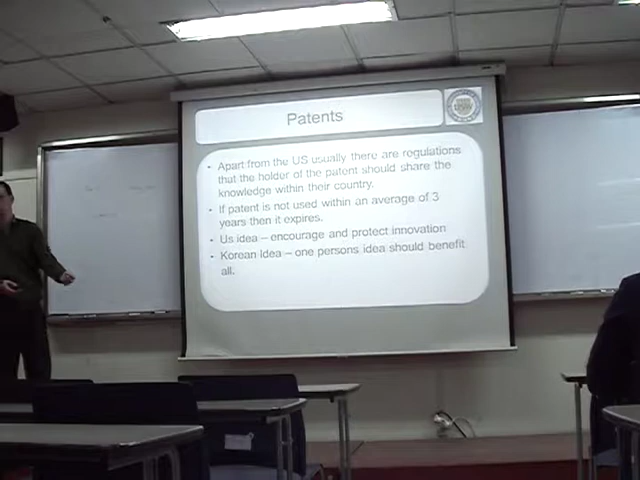 Patents
Apart from the US usually there are regulations
that the holder of the patent should share the
knowledge within their country.
If patent is not used within an average of 3
years then it expires.
Us idea – encourage and protect innovation
Korean Idea – one persons idea should benefit
all.